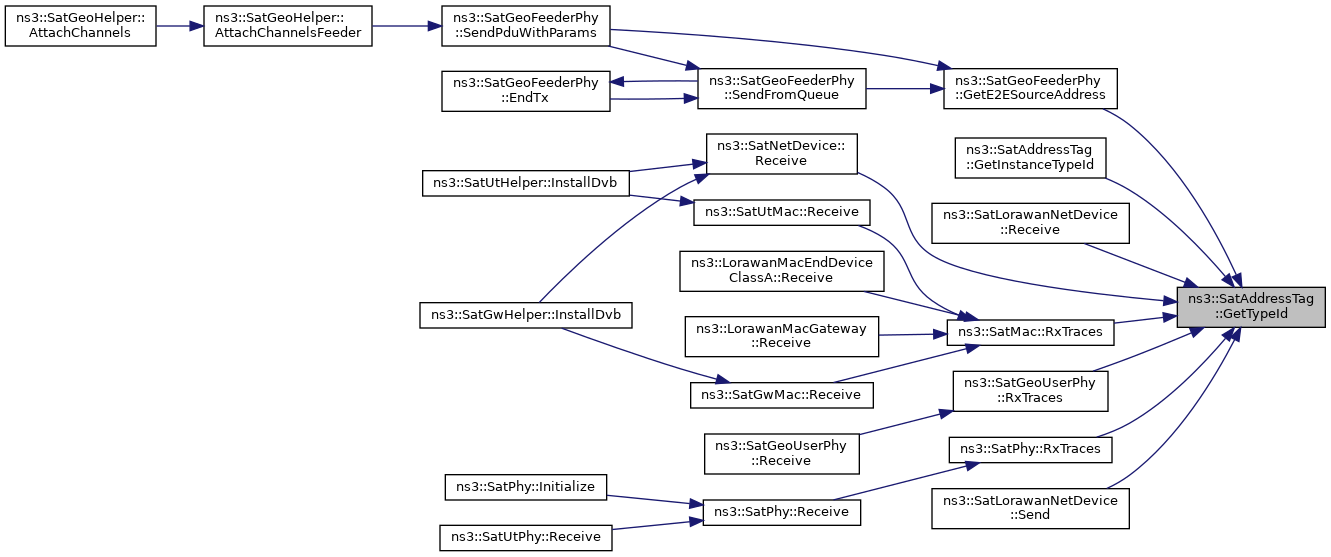 ns3::SatGeoHelper::
AttachChannels
ns3::SatGeoHelper::
AttachChannelsFeeder
ns3::SatGeoFeederPhy
::SendPduWithParams
ns3::SatGeoFeederPhy
::EndTx
ns3::SatGeoFeederPhy
::SendFromQueue
ns3::SatGeoFeederPhy
::GetE2ESourceAddress
ns3::SatNetDevice::
Receive
ns3::SatAddressTag
::GetInstanceTypeId
ns3::SatUtHelper::InstallDvb
ns3::SatUtMac::Receive
ns3::SatLorawanNetDevice
::Receive
ns3::LorawanMacEndDevice
ClassA::Receive
ns3::SatAddressTag
::GetTypeId
ns3::SatGwHelper::InstallDvb
ns3::LorawanMacGateway
::Receive
ns3::SatMac::RxTraces
ns3::SatGwMac::Receive
ns3::SatGeoUserPhy
::RxTraces
ns3::SatGeoUserPhy
::Receive
ns3::SatPhy::RxTraces
ns3::SatPhy::Initialize
ns3::SatPhy::Receive
ns3::SatLorawanNetDevice
::Send
ns3::SatUtPhy::Receive